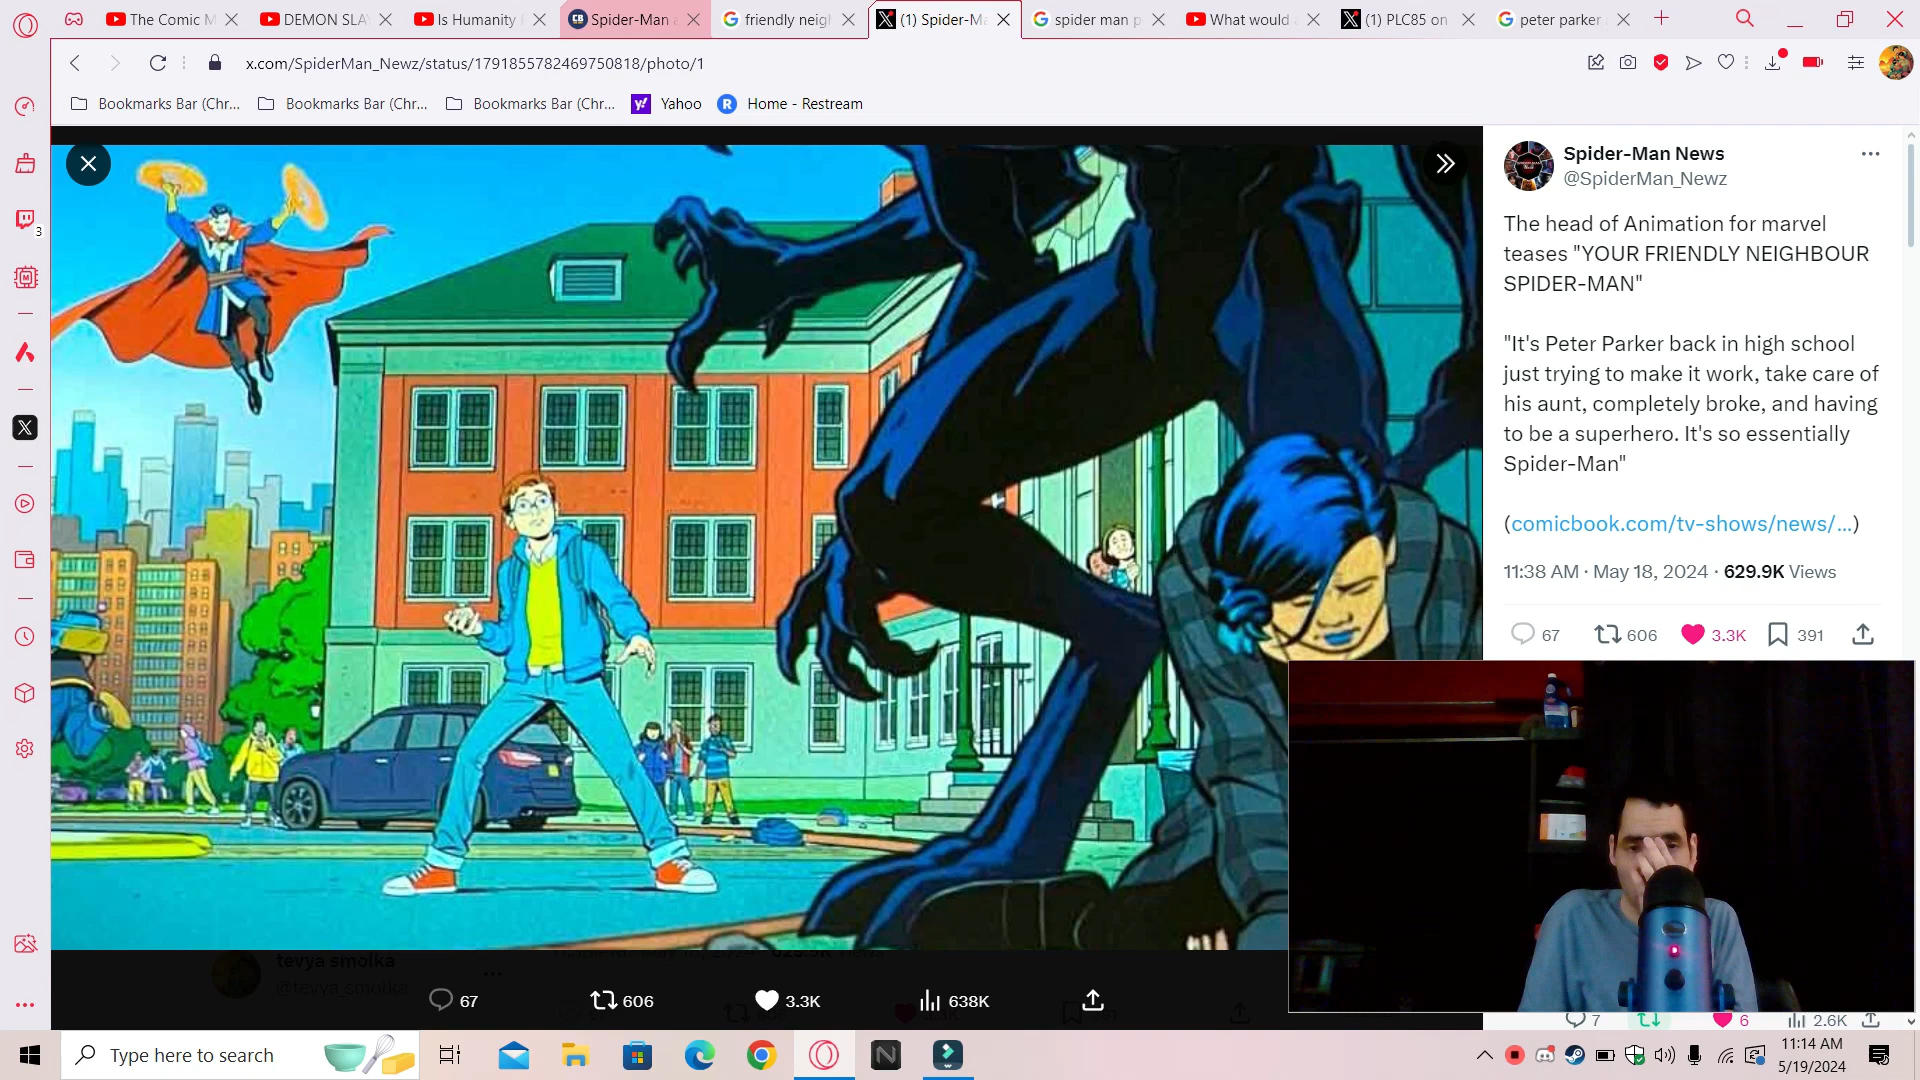 The Comic M
DEMON SLA
Is Humanity
Spider-Man a
friendly neigh
(1) Spider-Ma
spider man p
What would a
(1) PLC85 on
peter parker
x.com/SpiderMan_Newz/status/1791855782469750818/photo/1
Bookmarks Bar (Chr...
Bookmarks Bar (Chr...
Bookmarks Bar (Chr...
Yahoo
Home - Restream
3
Spider-Man News
@SpiderMan_Newz
The head of Animation for marvel
teases "YOUR FRIENDLY NEIGHBOUR
SPIDER-MAN"
"It's Peter Parker back in high school
just trying to make it work, take care of
his aunt, completely broke, and having
to be a superhero. It's so essentially
Spider-Man"
(comicbook.com/tv-shows/news/...)
11:38 AM · May 18, 2024 · 629.9K Views
67 606 3.3K 391
tevya smolka
@tevya_smolka
67 606 3.3K 638K
7 6 2.6K
Type here to search
11:14 AM
5/19/2024